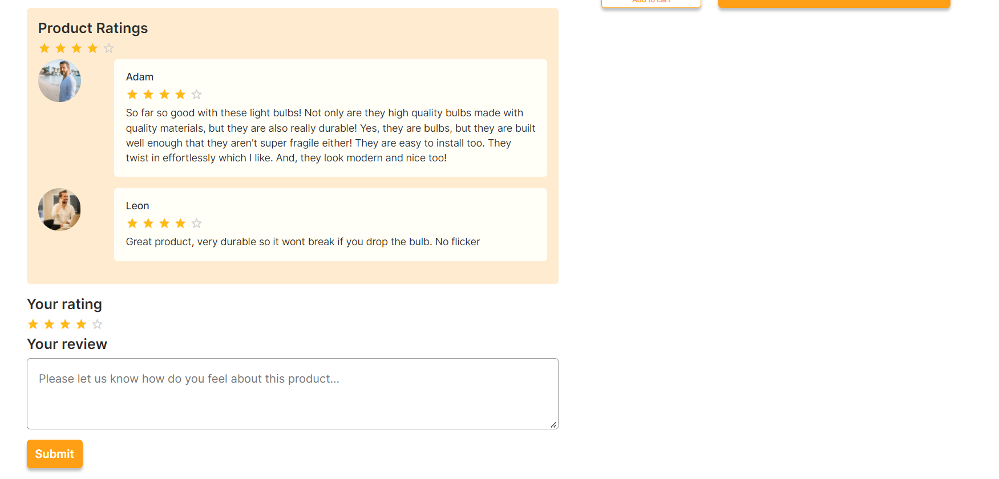 Add to cart
Product Ratings
Adam
So far so good with these light bulbs! Not only are they high quality bulbs made with
quality materials, but they are also really durable! Yes, they are bulbs, but they are built
well enough that they aren't super fragile either! They are easy to install too. They
twist in effortlessly which I like. And, they look modern and nice too!
Leon
Great product, very durable so it wont break if you drop the bulb. No flicker
Your rating
Your review
Please let us know how do you feel about this product...
Submit